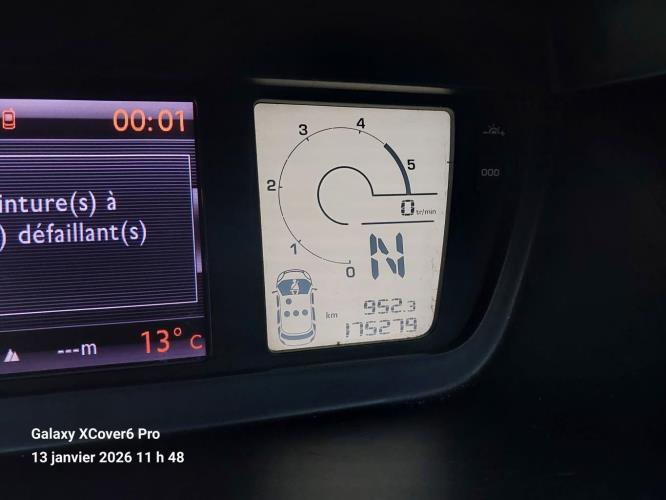 00:01
3
4
2
5
inture(s) à
0 tr/min
) défaillant(s)
N
1
0
km
952.3
175279
---m
13° C
Galaxy XCover6 Pro
13 janvier 2026 11 h 48